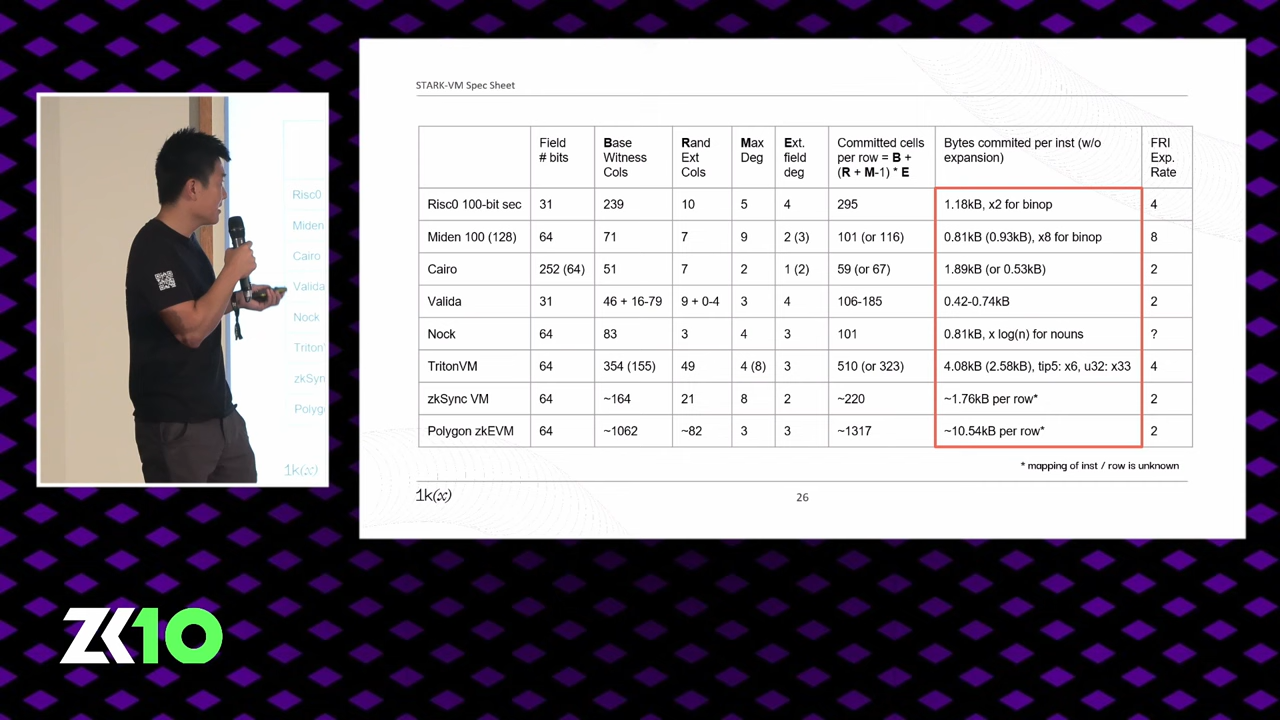 STARK-VM Spec Sheet
Field # bits
Base Witness Cols
Rand Ext Cols
Max Deg
Ext. field deg
Committed cells per row = B + (R + M-1) * E
Bytes commited per inst (w/o expansion)
FRI Exp. Rate
Risc0 100-bit sec 31 239 10 5 4 295 1.18kB, x2 for binop 4
Miden 100 (128) 64 71 7 9 2 (3) 101 (or 116) 0.81kB (0.93kB), x8 for binop 8
Cairo 252 (64) 51 7 2 1 (2) 59 (or 67) 1.89kB (or 0.53kB) 2
Valida 31 46 + 16-79 9 + 0-4 3 4 106-185 0.42-0.74kB 2
Nock 64 83 3 4 3 101 0.81kB, x log(n) for nouns ?
TritonVM 64 354 (155) 49 4 (8) 3 510 (or 323) 4.08kB (2.58kB), tip5: x6, u32: x33 4
zkSync VM 64 ~164 21 8 2 ~220 ~1.76kB per row* 2
Polygon zkEVM 64 ~1062 ~82 3 3 ~1317 ~10.54kB per row* 2
* mapping of inst / row is unknown
1k(x)
26
Risc0
Miden
Cairo
Valida
Nock
Triton
zkSyn
Polyg
1k(x)
ZK10